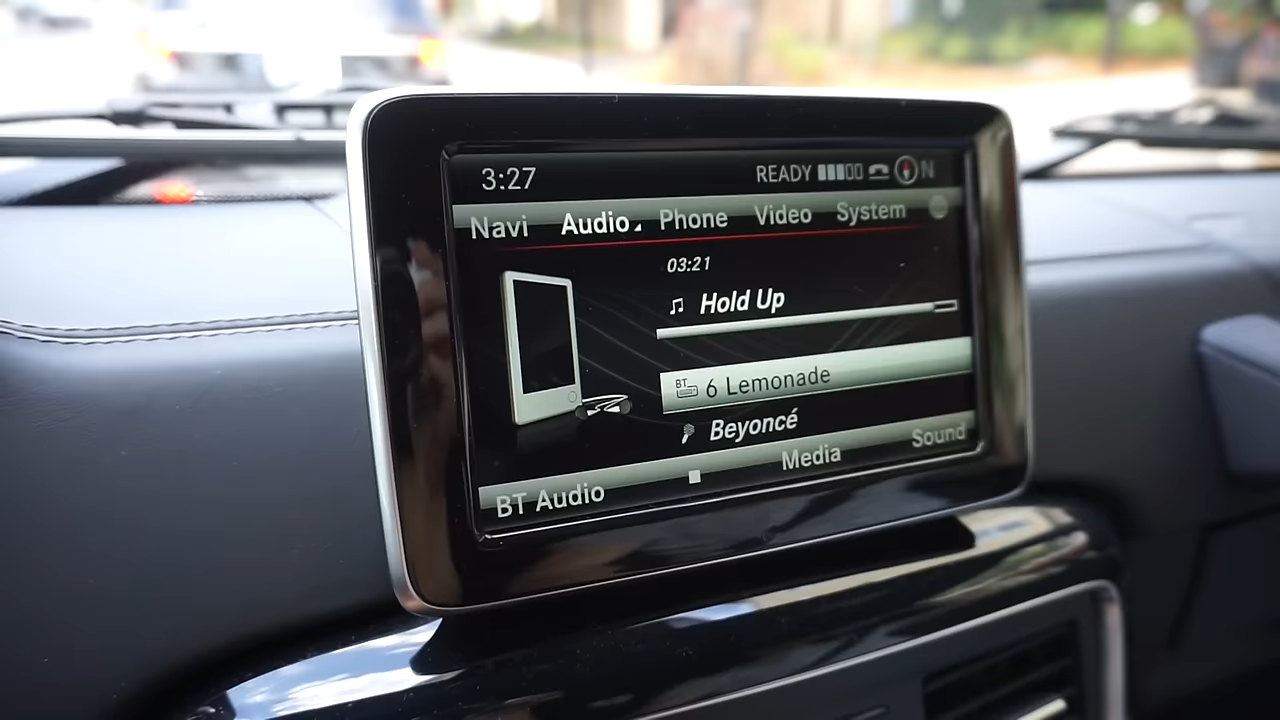 3:27 READY N
Navi Audio Phone Video System
03:21
Hold Up
BT 6 Lemonade
Beyoncé
BT Audio Media Sound